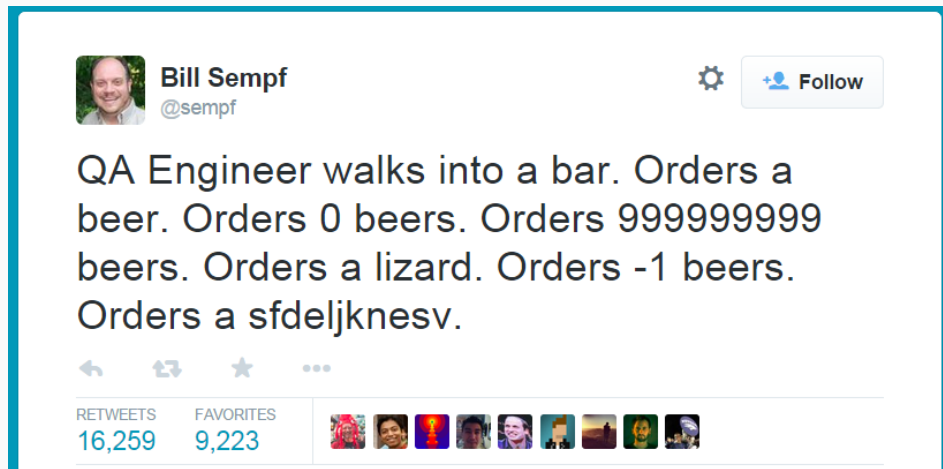 Bill Sempf
@sempf
Follow
QA Engineer walks into a bar. Orders a
beer. Orders 0 beers. Orders 999999999
beers. Orders a lizard. Orders -1 beers.
Orders a sfdeljknesv.
RETWEETS FAVORITES
16,259 9,223